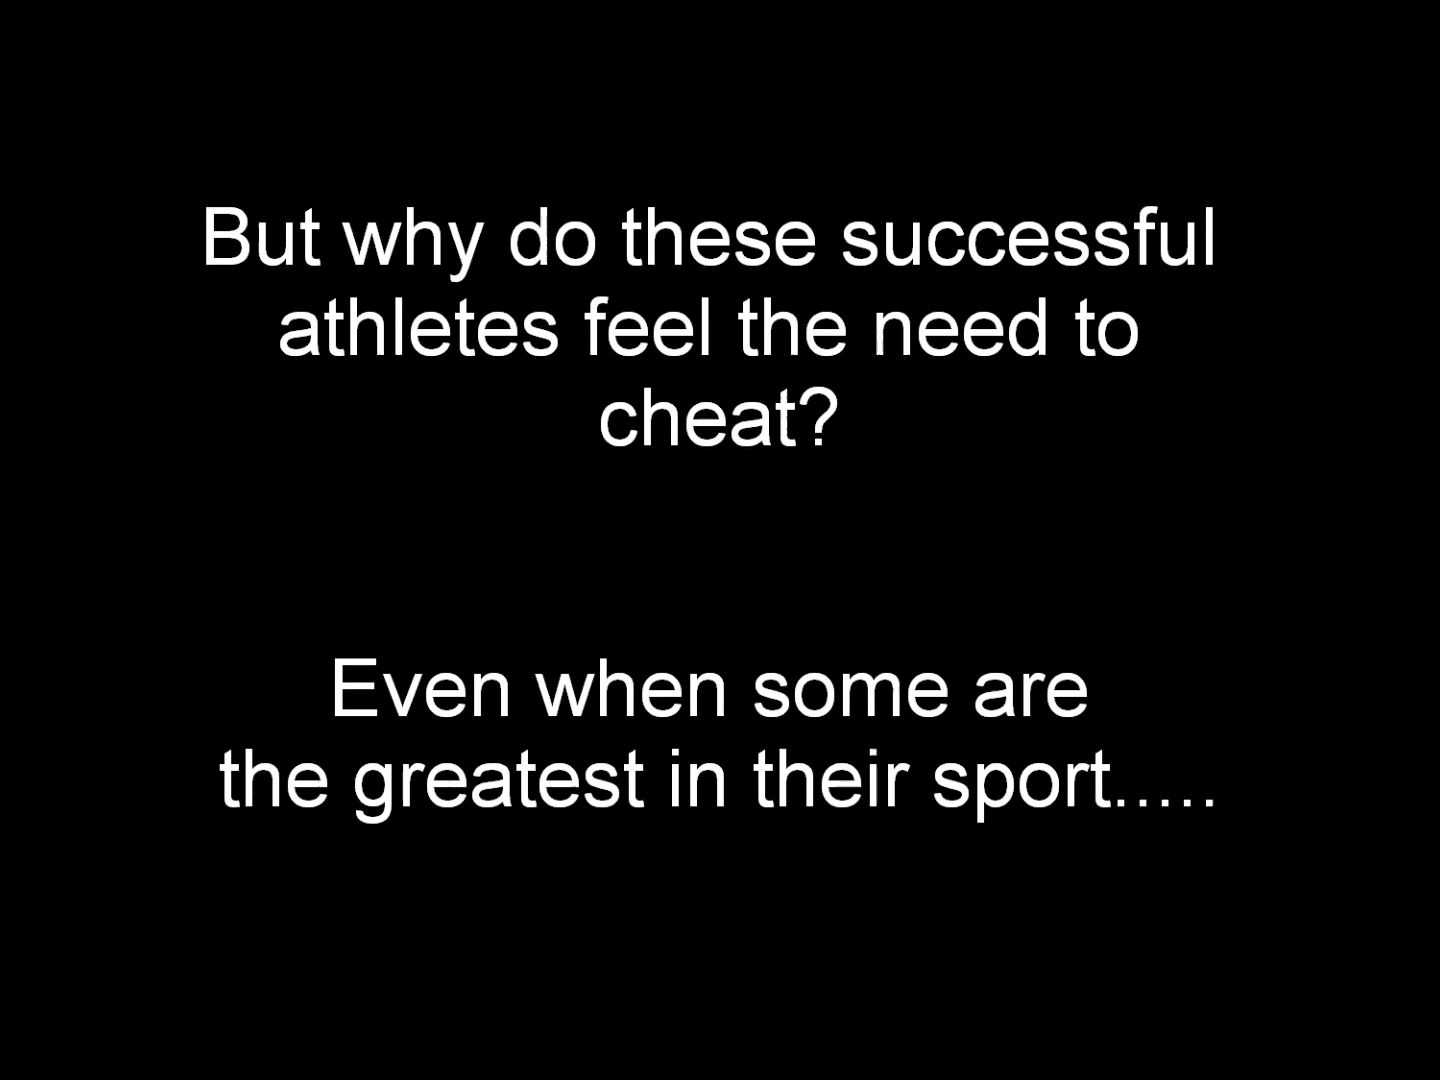 But why do these successful
athletes feel the need to
cheat?
Even when some are
the greatest in their sport.....